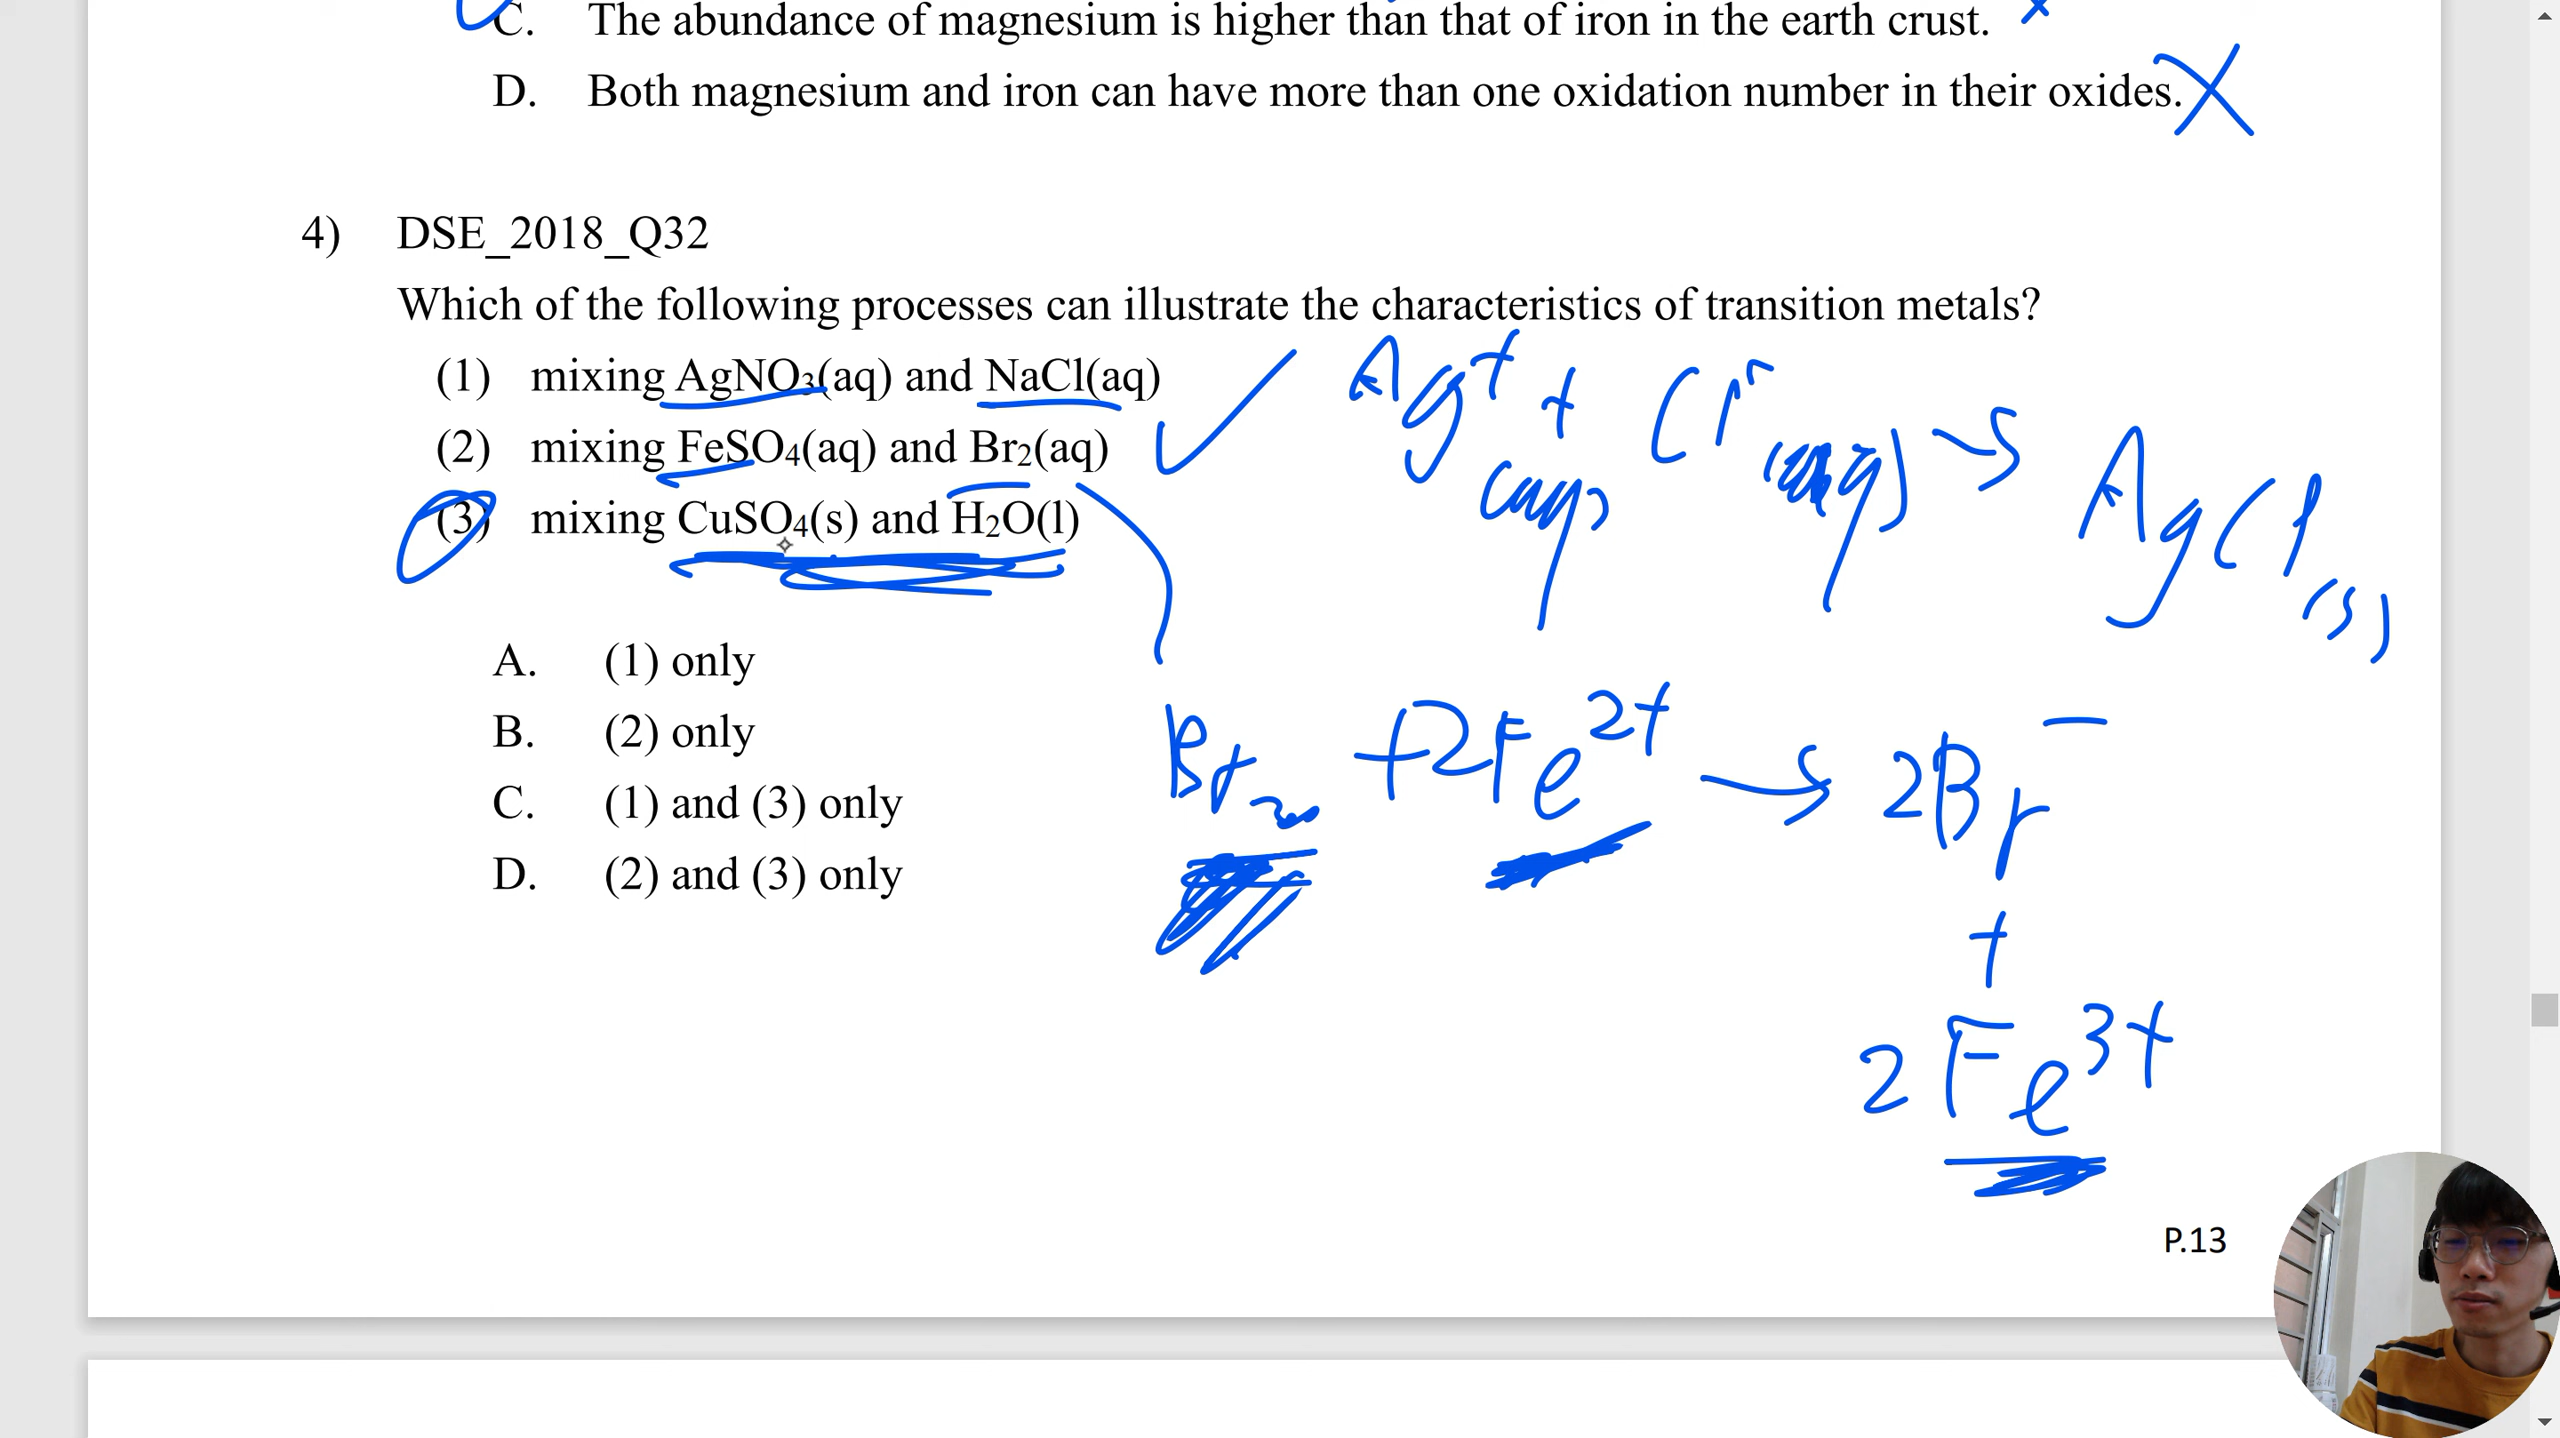 C. The abundance of magnesium is higher than that of iron in the earth crust.
D. Both magnesium and iron can have more than one oxidation number in their oxides.
4) DSE_2018_Q32
Which of the following processes can illustrate the characteristics of transition metals?
(1) mixing AgNO3(aq) and NaCl(aq)
(2) mixing FeSO4(aq) and Br2(aq)
(3) mixing CuSO4(s) and H2O(l)
Ag+ (aq) + Cl- (aq) → AgCl(s)
A. (1) only
B. (2) only
C. (1) and (3) only
D. (2) and (3) only
Br2 + 2Fe2+ → 2Br-
+
2Fe3+
P.13